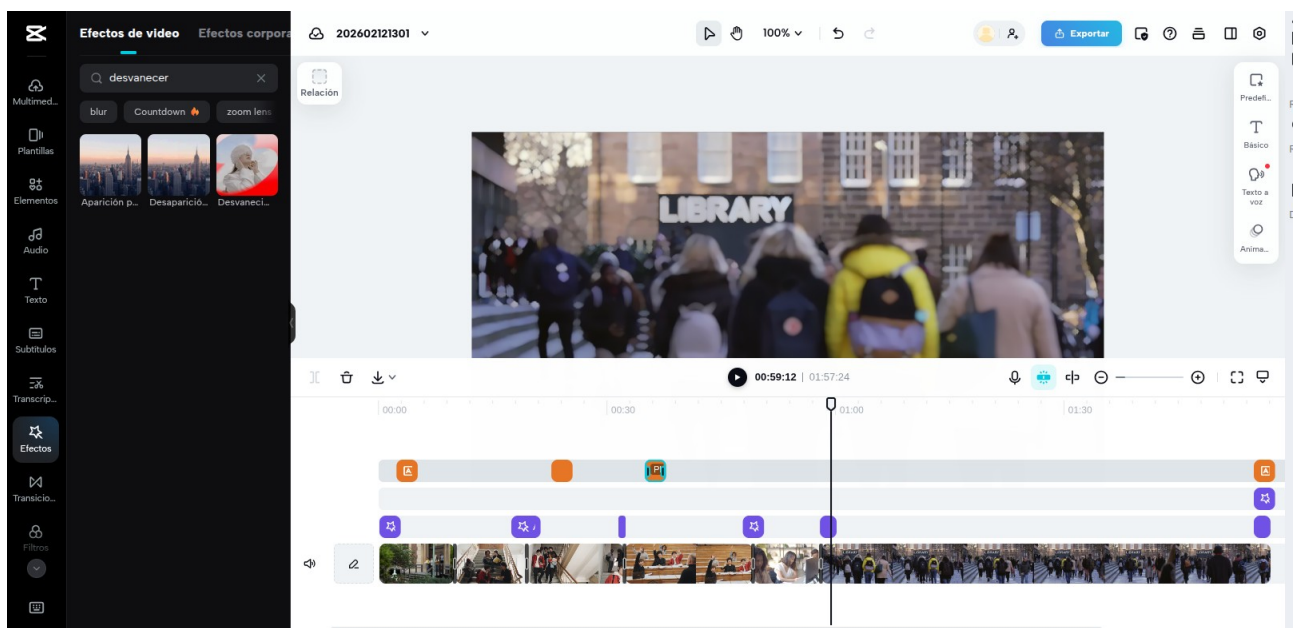 Efectos de video
Efectos corpora
202602121301
100%
Exportar
desvanecer
blur
Countdown
zoom lens
Aparición p...
Desaparició...
Desvaneci...
Multimed...
Plantillas
Elementos
Audio
Texto
Subtítulos
Transcrip...
Efectos
Transicio...
Filtros
Relación
LIBRARY
Predefi...
Básico
Texto a
voz
Anima...
00:59:12 | 01:57:24
00:00
00:30
01:00
01:30